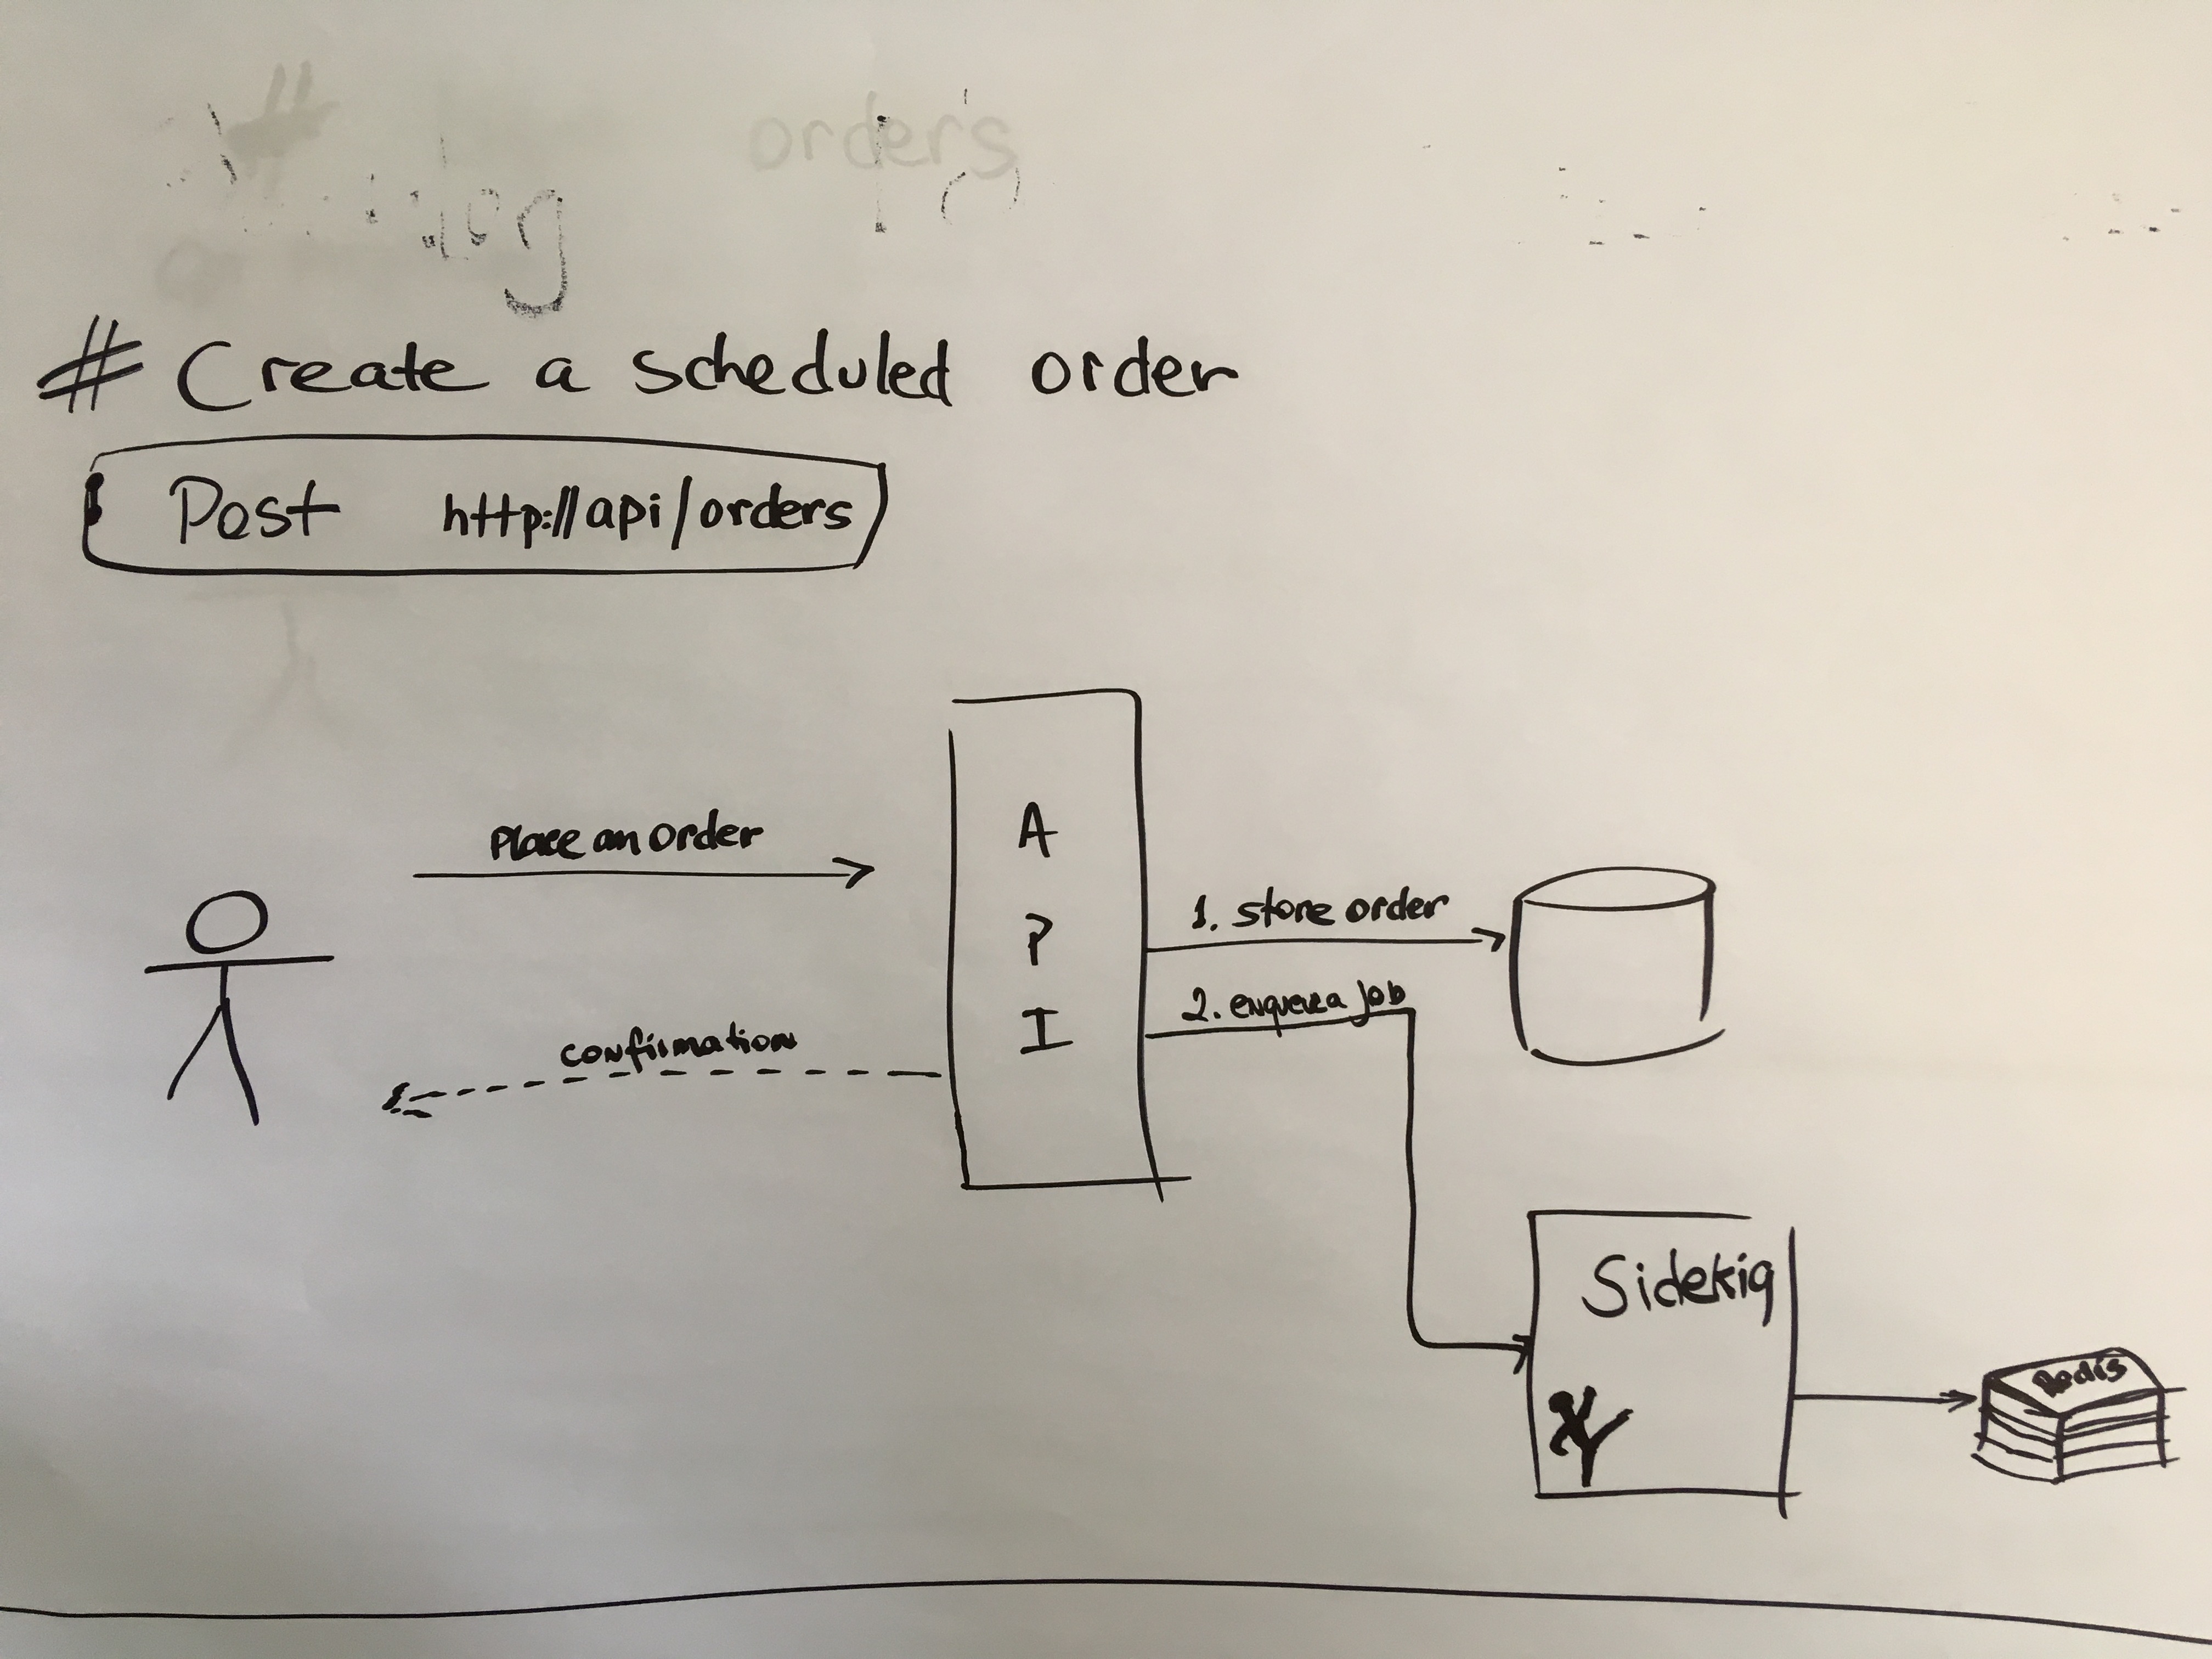 orders
# Create a scheduled order
Post http://api/orders
Place an order
A
P
I
1. store order
2. enqueue a job
confirmation
Sidekiq
Redis